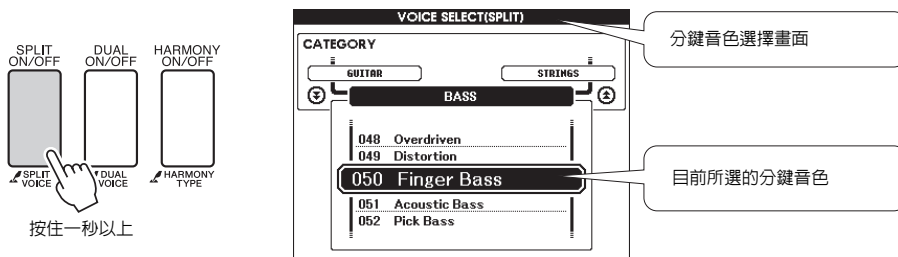 SPLIT
ON/OFF
DUAL
ON/OFF
HARMONY
ON/OFF
SPLIT
VOICE
DUAL
VOICE
HARMONY
TYPE
按住一秒以上
VOICE SELECT(SPLIT)
CATEGORY
GUITAR
STRINGS
BASS
048 Overdriven
049 Distortion
050 Finger Bass
051 Acoustic Bass
052 Pick Bass
分鍵音色選擇畫面
目前所選的分鍵音色